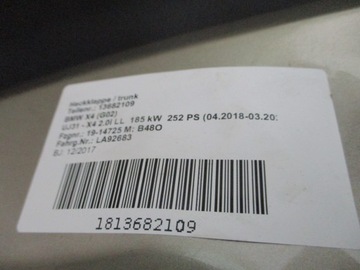 Heckklappe / trunk
Teilenr.: 13682109
BMW X4 (G02)
UJ31 - X4 2.0i LL 185 kW 252 PS (04.2018-03.20
Fzgnr.: 19-14725 M: B48O
Fahrg.Nr.: LA92683
BJ: 12/2017
1813682109